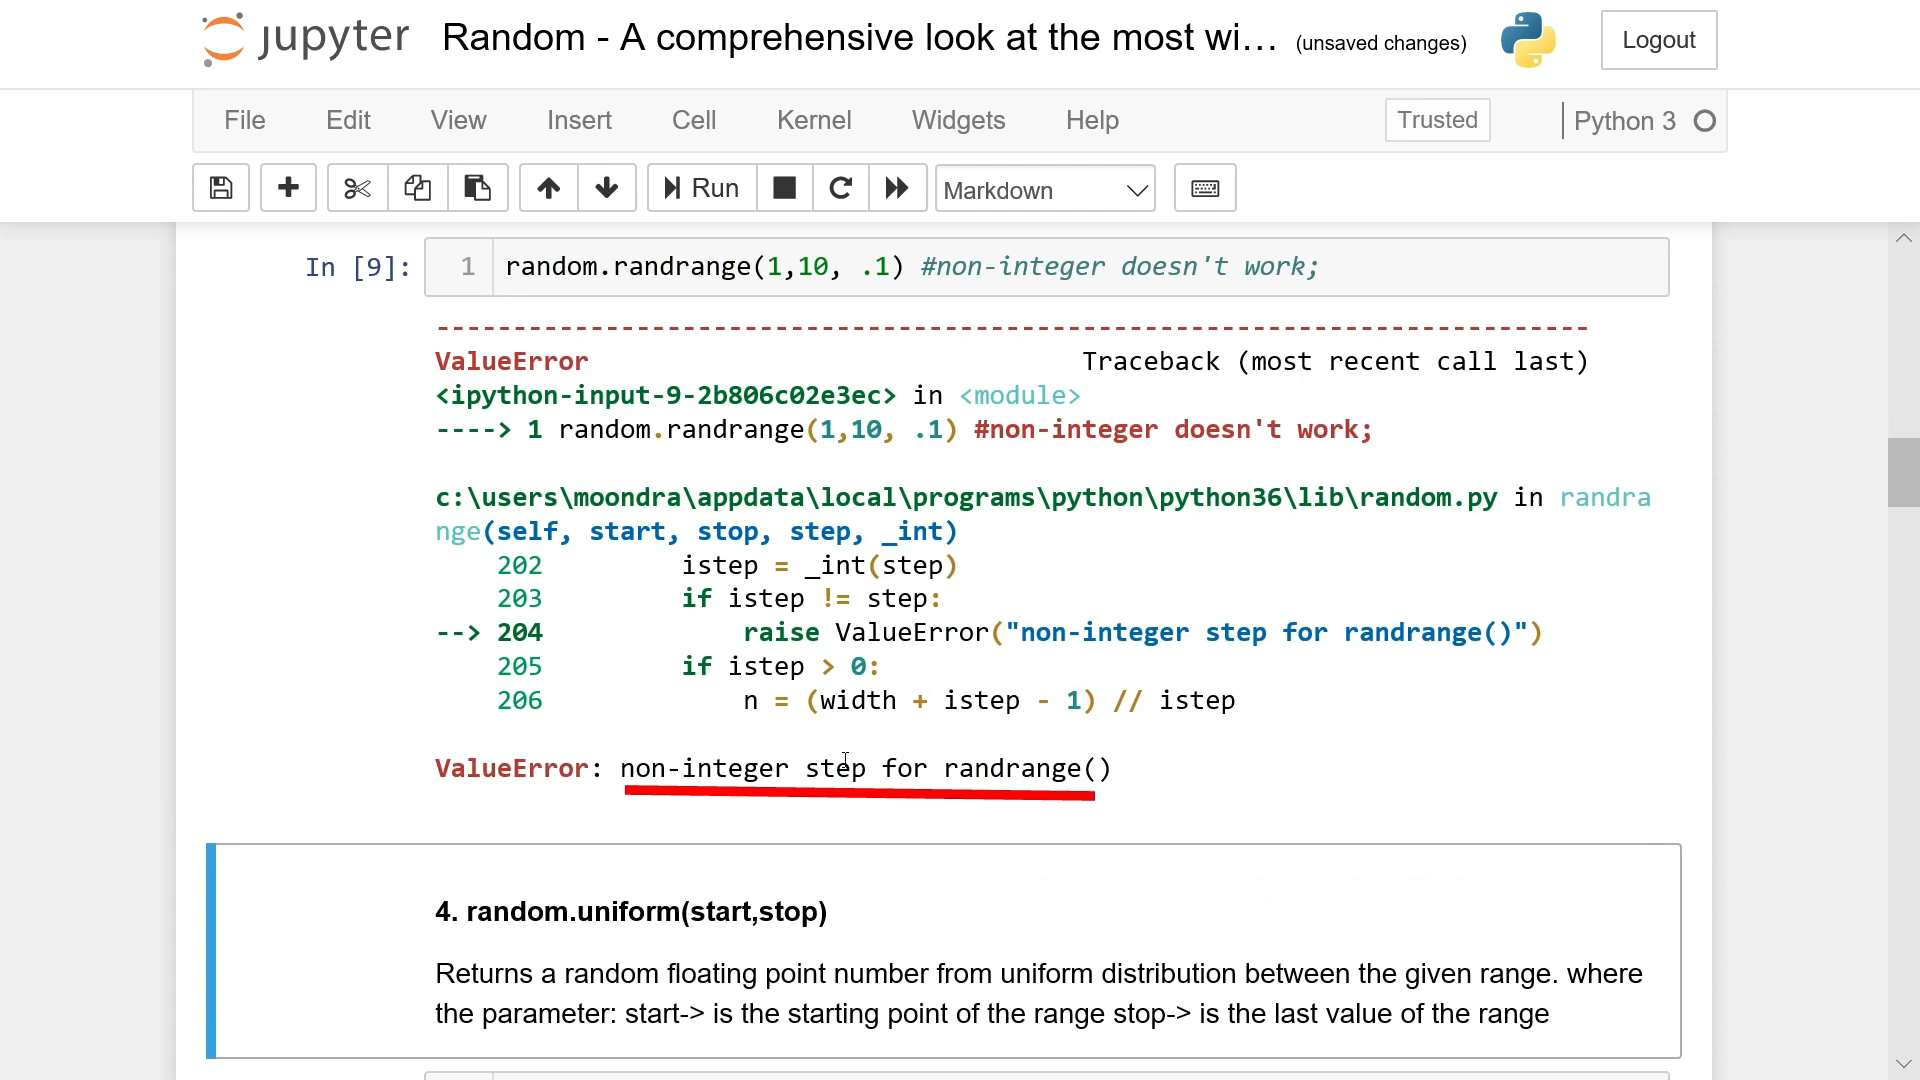 jupyter Random - A comprehensive look at the most wi... (unsaved changes) Logout
File Edit View Insert Cell Kernel Widgets Help Trusted Python 3
Run Markdown
In [9]: 1 random.randrange(1,10, .1) #non-integer doesn't work;
---------------------------------------------------------------------------
ValueError Traceback (most recent call last)
<ipython-input-9-2b806c02e3ec> in <module>
----> 1 random.randrange(1,10, .1) #non-integer doesn't work;
c:\users\moondra\appdata\local\programs\python\python36\lib\random.py in randra
nge(self, start, stop, step, _int)
202 istep = _int(step)
203 if istep != step:
--> 204 raise ValueError("non-integer step for randrange()")
205 if istep > 0:
206 n = (width + istep - 1) // istep
ValueError: non-integer step for randrange()
4. random.uniform(start,stop)
Returns a random floating point number from uniform distribution between the given range. where
the parameter: start-> is the starting point of the range stop-> is the last value of the range